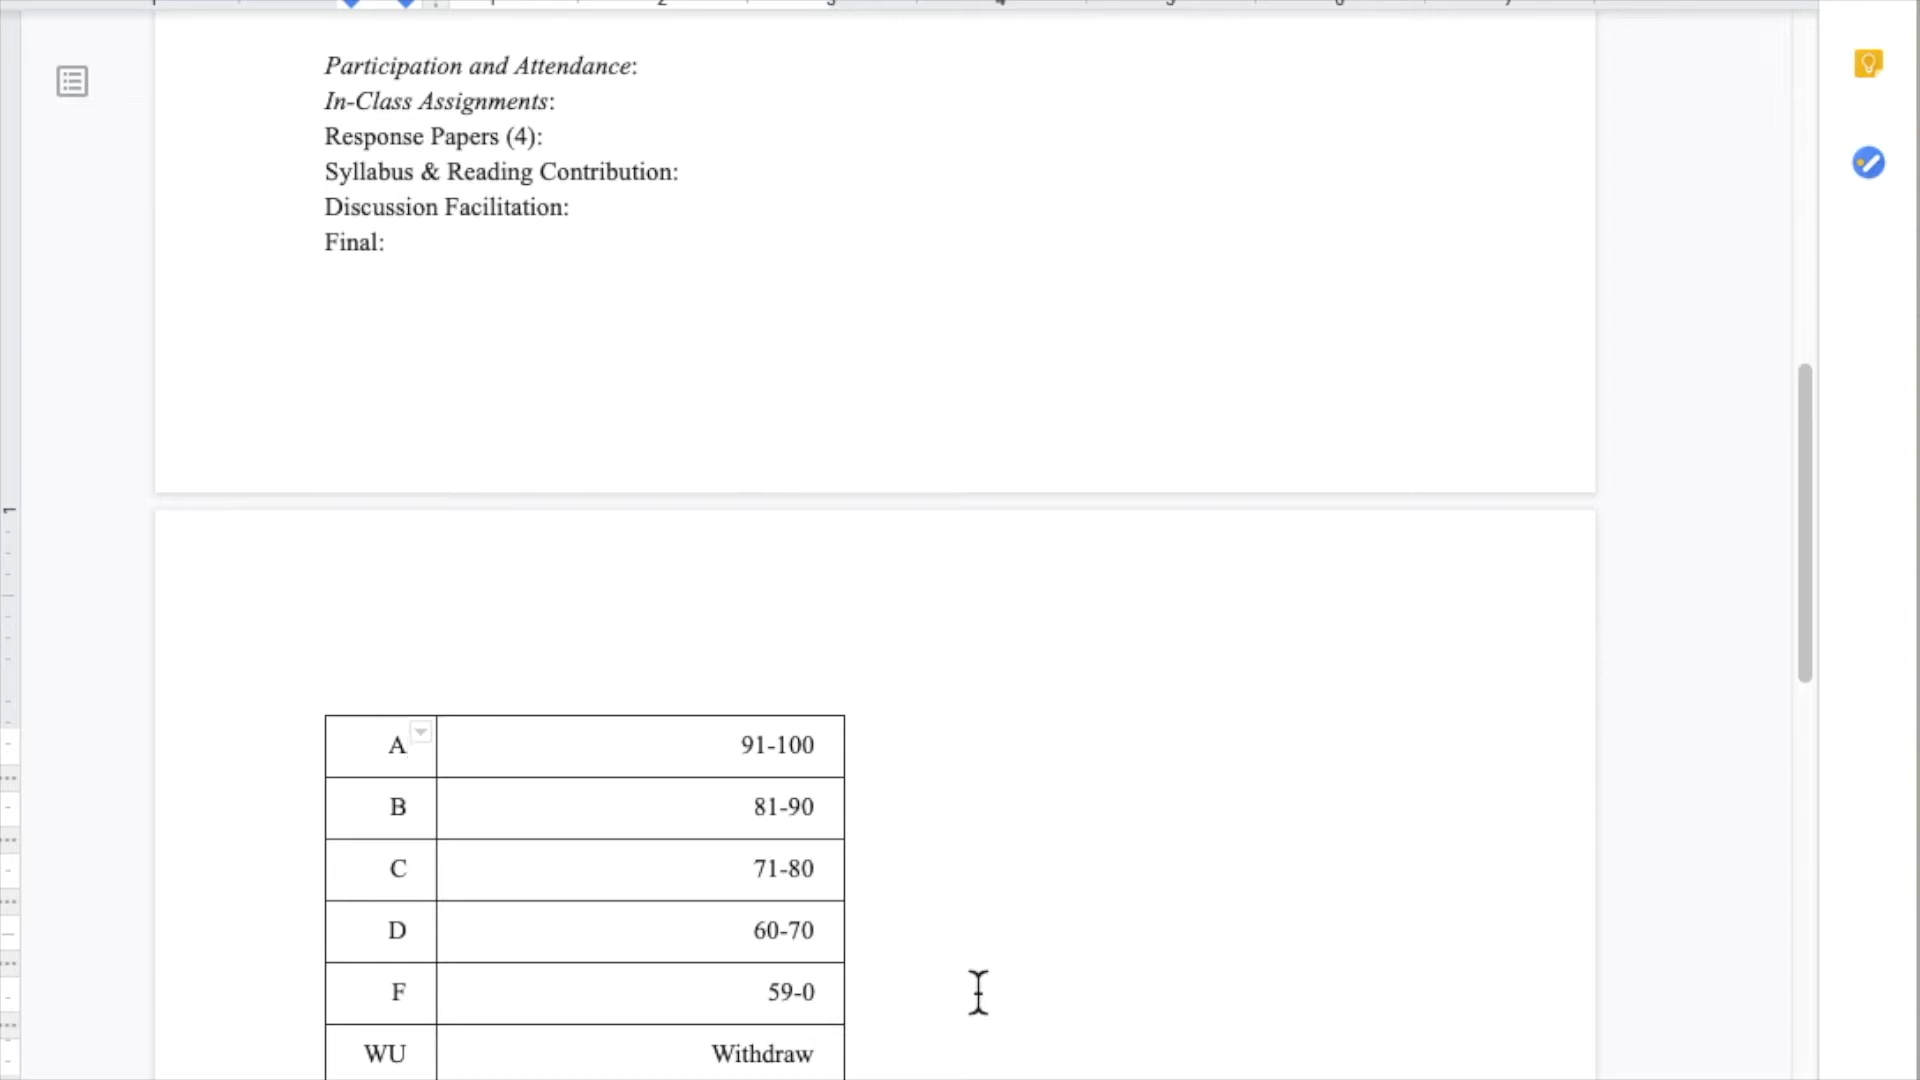 Participation and Attendance:
In-Class Assignments:
Response Papers (4):
Syllabus & Reading Contribution:
Discussion Facilitation:
Final:
A 91-100
B 81-90
C 71-80
D 60-70
F 59-0
WU Withdraw
1